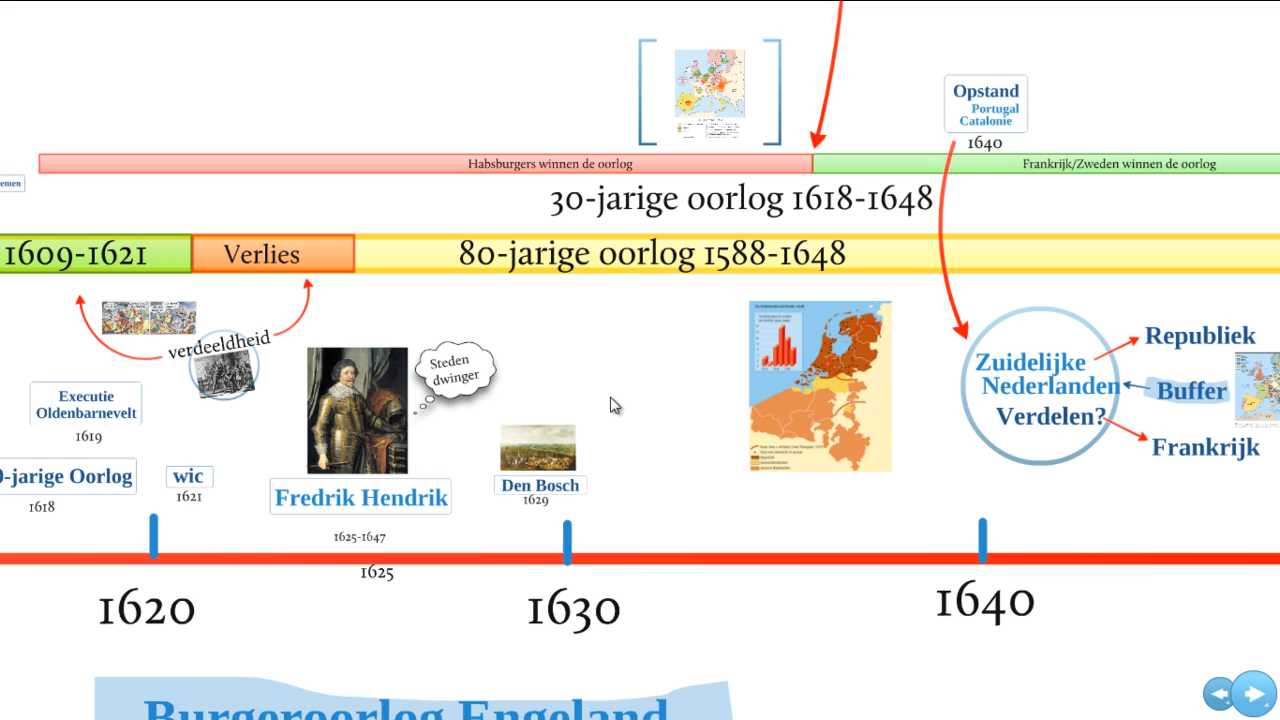 Opstand
Portugal
Catalonie
1640
Habsburgers winnen de oorlog
Frankrijk/Zweden winnen de oorlog
emen
30-jarige oorlog 1618-1648
1609-1621
Verlies
80-jarige oorlog 1588-1648
verdeeldheid
Steden
dwinger
Executie
Oldenbarnevelt
1619
0-jarige Oorlog
1618
wic
1621
Fredrik Hendrik
1625-1647
1625
Den Bosch
1629
Zuidelijke
Nederlanden
Verdelen?
Republiek
Buffer
Frankrijk
1620
1630
1640
Burgeroorlog Engeland